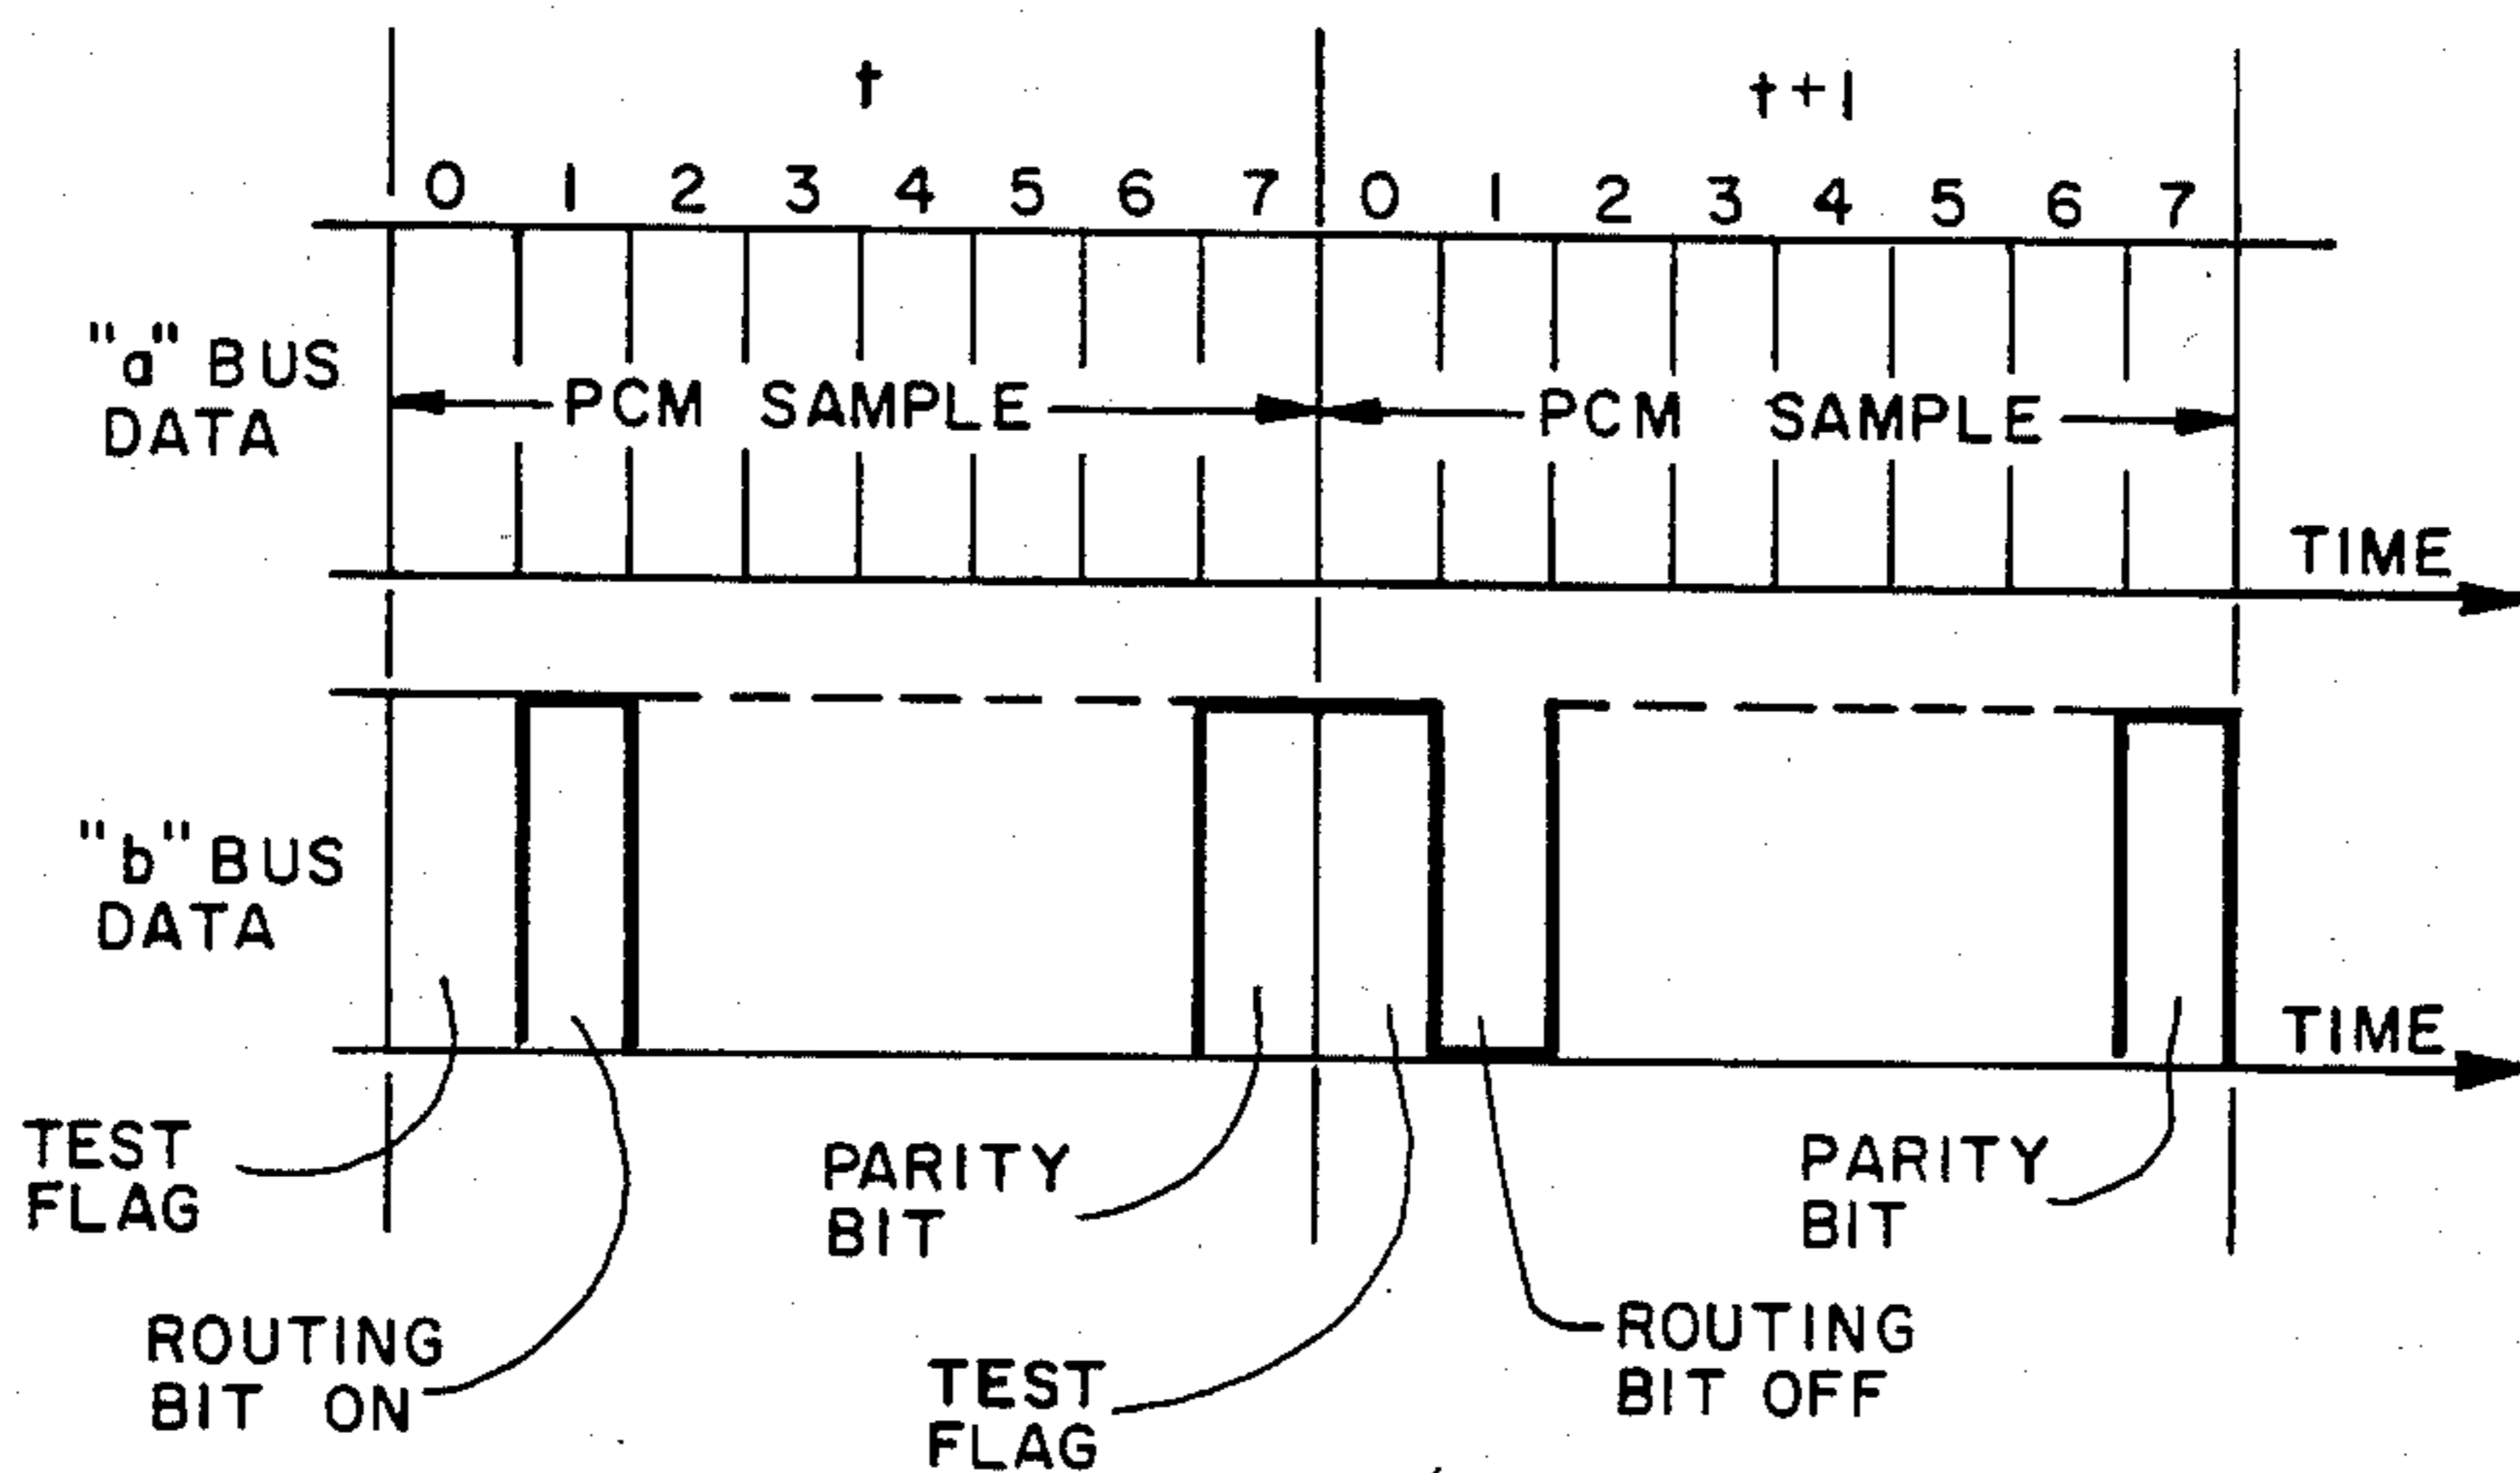 t t+1
0 1 2 3 4 5 6 7 0 1 2 3 4 5 6 7
"a" BUS
DATA
PCM SAMPLE PCM SAMPLE
TIME
"b" BUS
DATA
TIME
TEST
FLAG
PARITY
BIT
PARITY
BIT
ROUTING
BIT ON
TEST
FLAG
ROUTING
BIT OFF